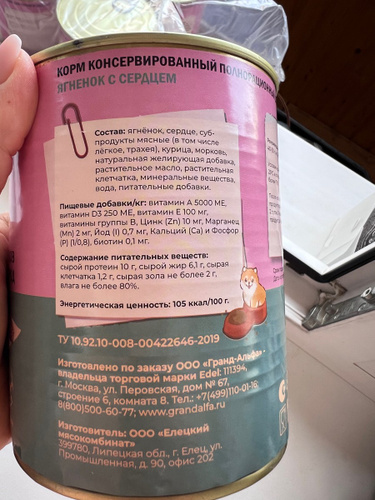 КОРМ КОНСЕРВИРОВАННЫЙ ПОЛНОРАЦИОН
ЯГНЕНОК С СЕРДЦЕМ
Состав: ягнёнок, сердце, суб-
продукты мясные (в том числе
лёгкое, трахея), курица, морковь,
натуральная желирующая добавка,
растительное масло, растительная
клетчатка, минеральные вещества,
вода, питательные добавки.
Пищевые добавки/кг: витамин А 5000 МЕ,
витамин D3 250 МЕ, витамин Е 100 мг,
витамины группы В, Цинк (Zn) 10 мг, Марганец
(Mn) 2 мг, Йод (I) 0,7 мг, Кальций (Ca) и Фосфор
(P) (1/0,8), биотин 0,1 мг.
Содержание питательных веществ:
сырой протеин 10 г, сырой жир 6,1 г, сырая
клетчатка 1,2 г, сырая зола не более 2 г,
влага не более 80%.
Энергетическая ценность: 105 ккал/100 г.
ТУ 10.92.10-008-00422646-2019
Изготовлено по заказу ООО «Гранд-Альфа» -
владельца торговой марки Edel: 111394,
г. Москва, ул. Перовская, дом № 67,
строение 6, комната 8. Тел.: +7(499)110-01-16;
8(800)500-60-77; www.grandalfa.ru
Изготовитель: ООО «Елецкий
мясокомбинат»
399780, Липецкая обл., г. Елец, ул.
Промышленная, д. 90, офис 202